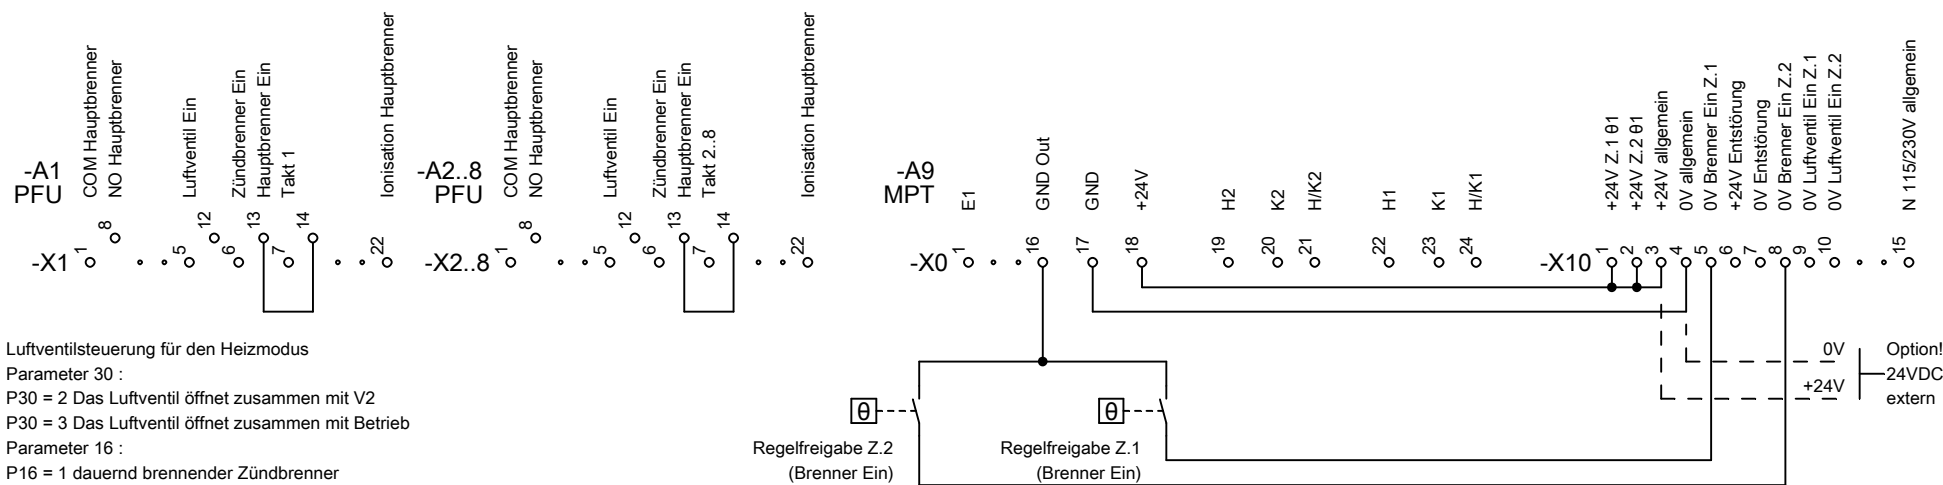 -A1
PFU
COM Hauptbrenner
NO Hauptbrenner
Luftventil Ein
Zündbrenner Ein
Hauptbrenner Ein
Takt 1
Ionisation Hauptbrenner
-X1
1
8
5
12
6
13
7
14
22
-A2..8
PFU
COM Hauptbrenner
NO Hauptbrenner
Luftventil Ein
Zündbrenner Ein
Hauptbrenner Ein
Takt 2..8
Ionisation Hauptbrenner
-X2..8
1
8
5
12
6
13
7
14
22
-A9
MPT
E1
GND Out
GND
+24V
H2
K2
H/K2
H1
K1
H/K1
-X0
1
16
17
18
19
20
21
22
23
24
+24V Z.1 θ1
+24V Z.2 θ1
+24V allgemein
0V allgemein
0V Brenner Ein Z.1
+24V Entstörung
0V Entstörung
0V Brenner Ein Z.2
0V Luftventil Ein Z.1
0V Luftventil Ein Z.2
N 115/230V allgemein
-X10
1
2
3
4
5
6
7
8
9
10
15
Luftventilsteuerung für den Heizmodus
Parameter 30 :
P30 = 2 Das Luftventil öffnet zusammen mit V2
P30 = 3 Das Luftventil öffnet zusammen mit Betrieb
Parameter 16 :
P16 = 1 dauernd brennender Zündbrenner
θ
Regelfreigabe Z.2
(Brenner Ein)
θ
Regelfreigabe Z.1
(Brenner Ein)
0V
+24V
Option!
24VDC
extern